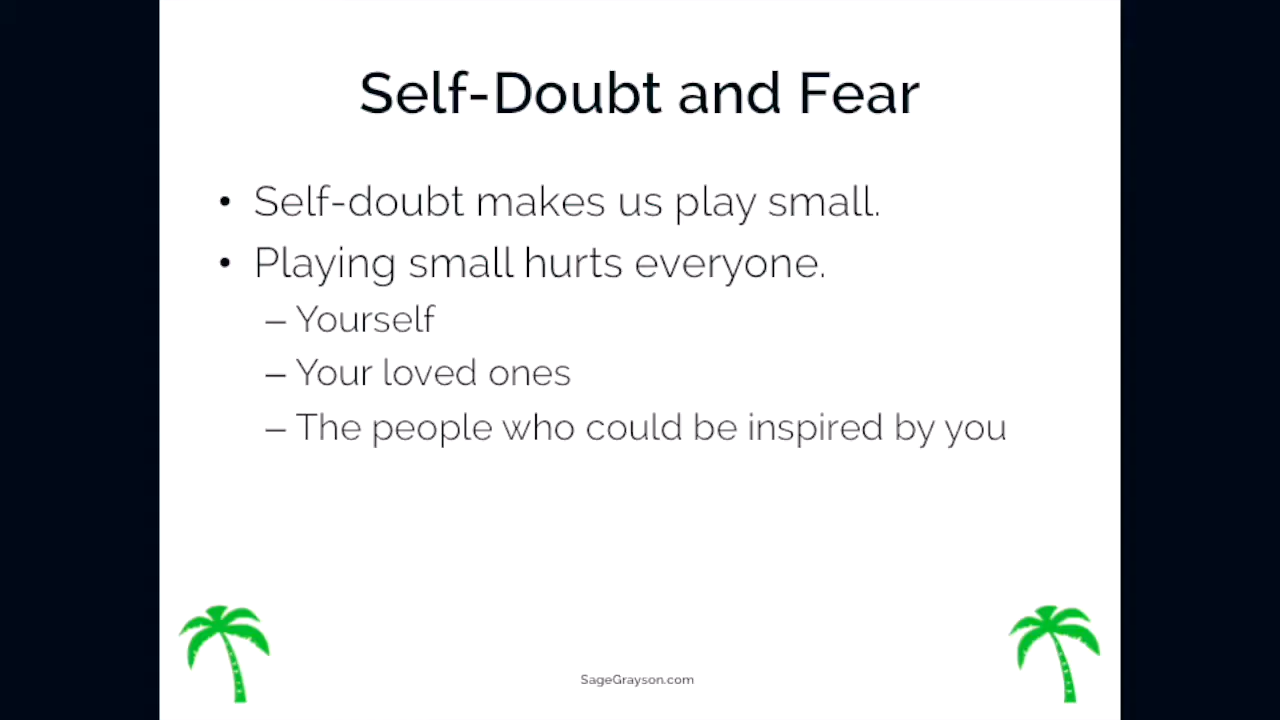 Self-Doubt and Fear
• Self-doubt makes us play small.
• Playing small hurts everyone.
– Yourself
– Your loved ones
– The people who could be inspired by you
SageGrayson.com